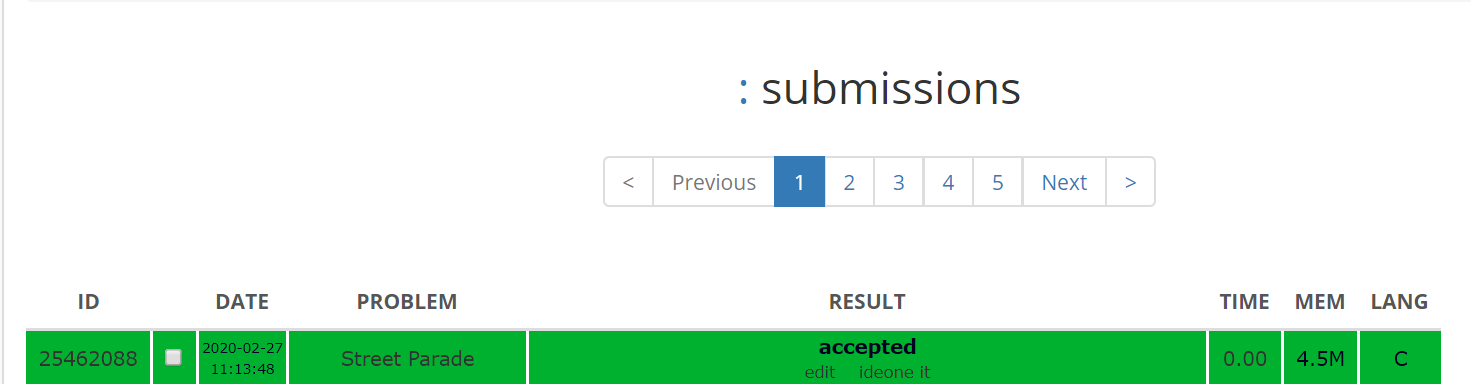 : submissions
< Previous 1 2 3 4 5 Next >
ID DATE PROBLEM RESULT TIME MEM LANG
25462088 2020-02-27 11:13:48 Street Parade accepted 0.00 4.5M C
edit ideone it